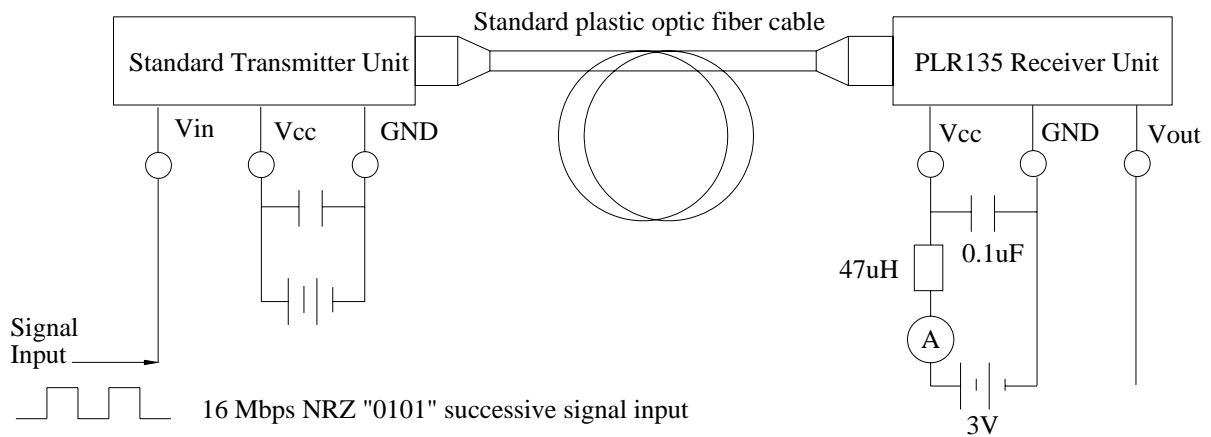 Standard plastic optic fiber cable
Standard Transmitter Unit
PLR135 Receiver Unit
Vin
Vcc
GND
Vcc
GND
Vout
0.1uF
47uH
A
Signal
Input
3V
16 Mbps NRZ "0101" successive signal input